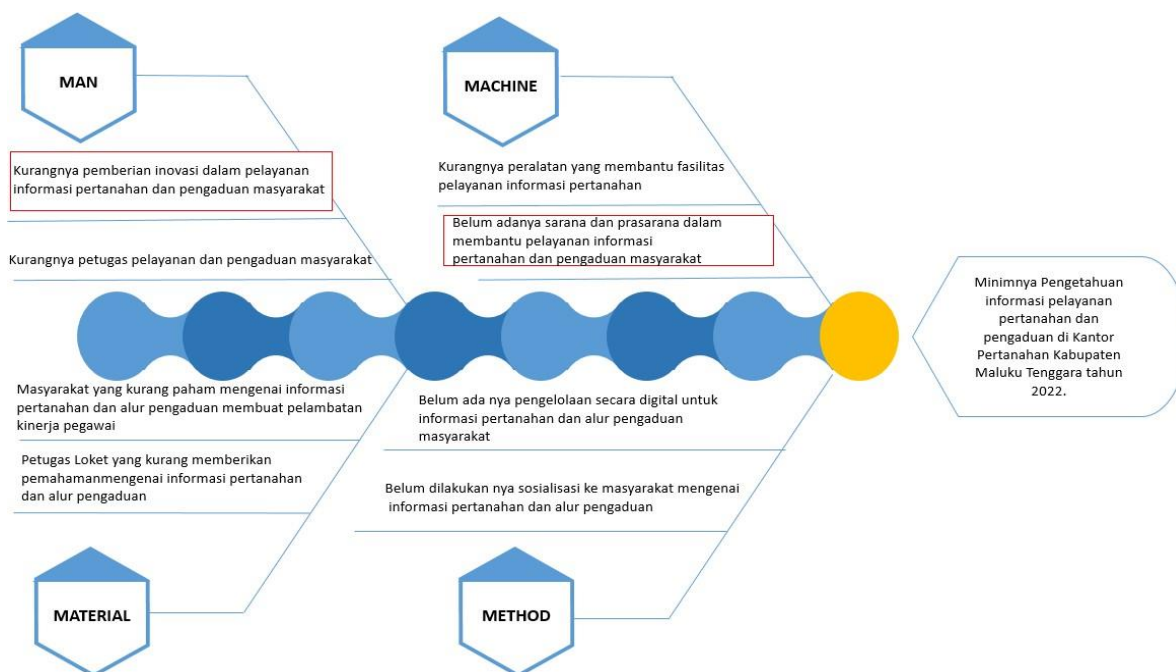 MAN
Kurangnya pemberian inovasi dalam pelayanan
informasi pertanahan dan pengaduan masyarakat
Kurangnya petugas pelayanan dan pengaduan masyarakat
MACHINE
Kurangnya peralatan yang membantu fasilitas
pelayanan informasi pertanahan
Belum adanya sarana dan prasarana dalam
membantu pelayanan informasi
pertanahan dan pengaduan masyarakat
Minimnya Pengetahuan
informasi pelayanan
pertanahan dan
pengaduan di Kantor
Pertanahan Kabupaten
Maluku Tenggara tahun
2022.
Masyarakat yang kurang paham mengenai informasi
pertanahan dan alur pengaduan membuat pelambatan
kinerja pegawai
Petugas Loket yang kurang memberikan
pemahamanmengenai informasi pertanahan
dan alur pengaduan
MATERIAL
Belum ada nya pengelolaan secara digital untuk
informasi pertanahan dan alur pengaduan
masyarakat
Belum dilakukan nya sosialisasi ke masyarakat mengenai
informasi pertanahan dan alur pengaduan
METHOD